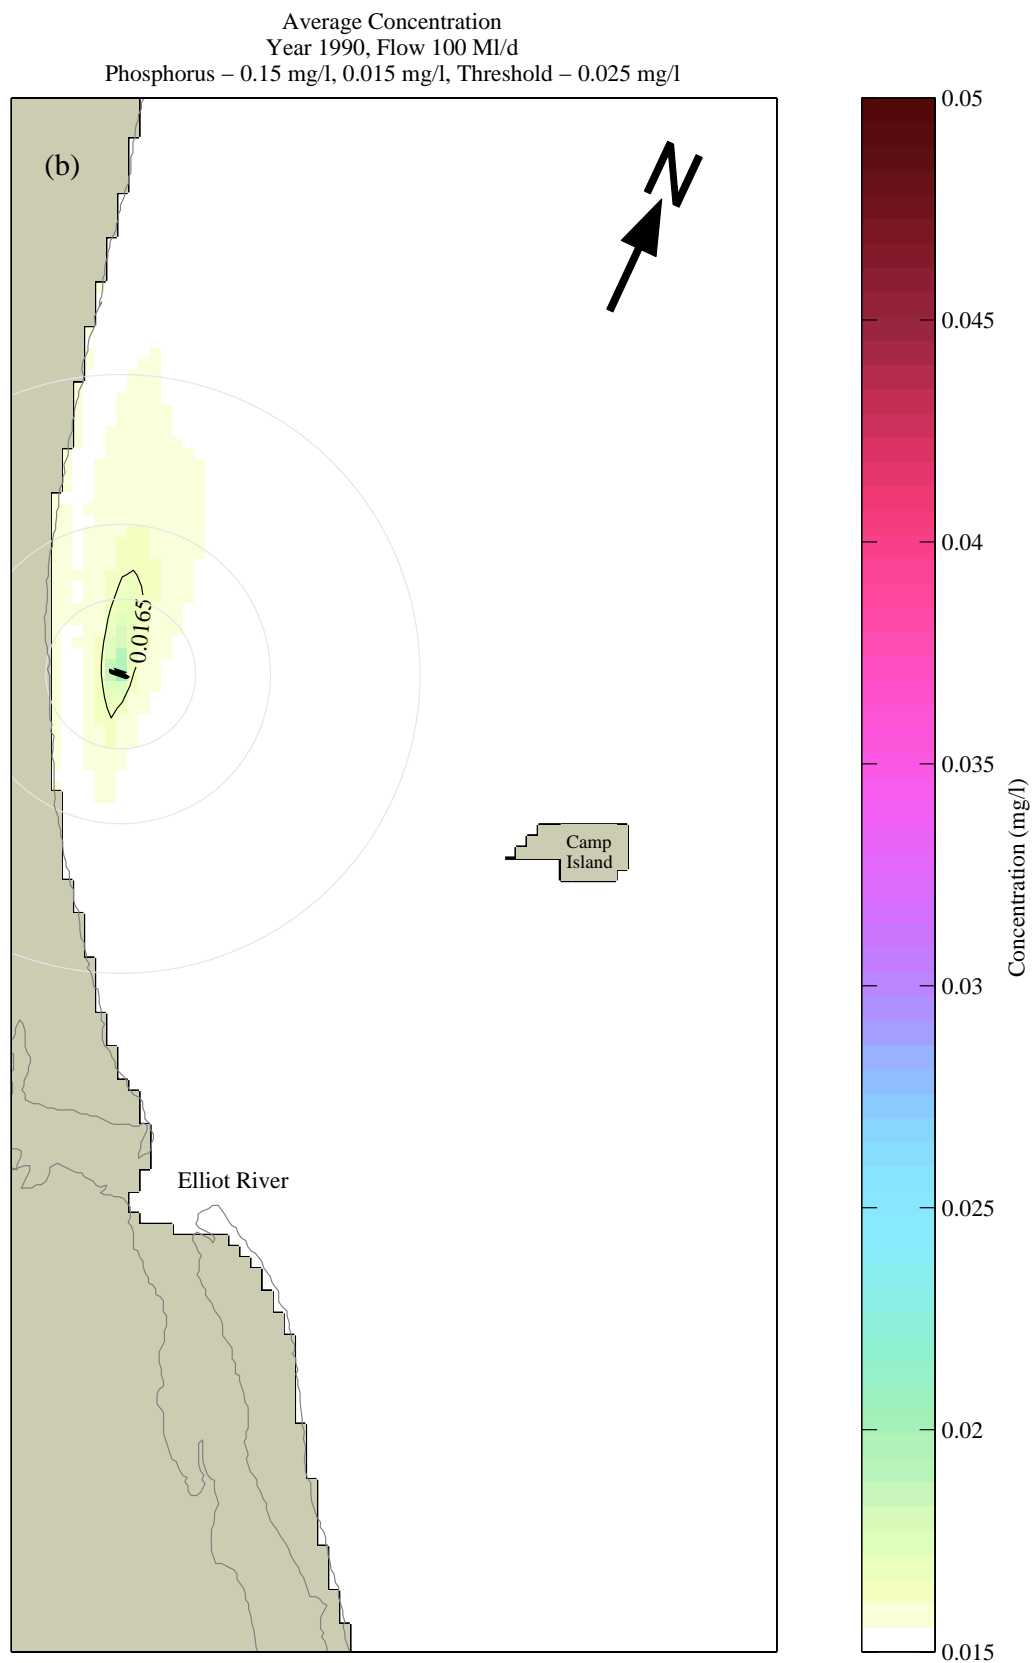 Average Concentration
Year 1990, Flow 100 Ml/d
Phosphorus – 0.15 mg/l, 0.015 mg/l, Threshold – 0.025 mg/l
(b)
N
0.0165
Camp
Island
Elliot River
0.05
0.045
0.04
0.035
0.03
0.025
0.02
0.015
Concentration (mg/l)